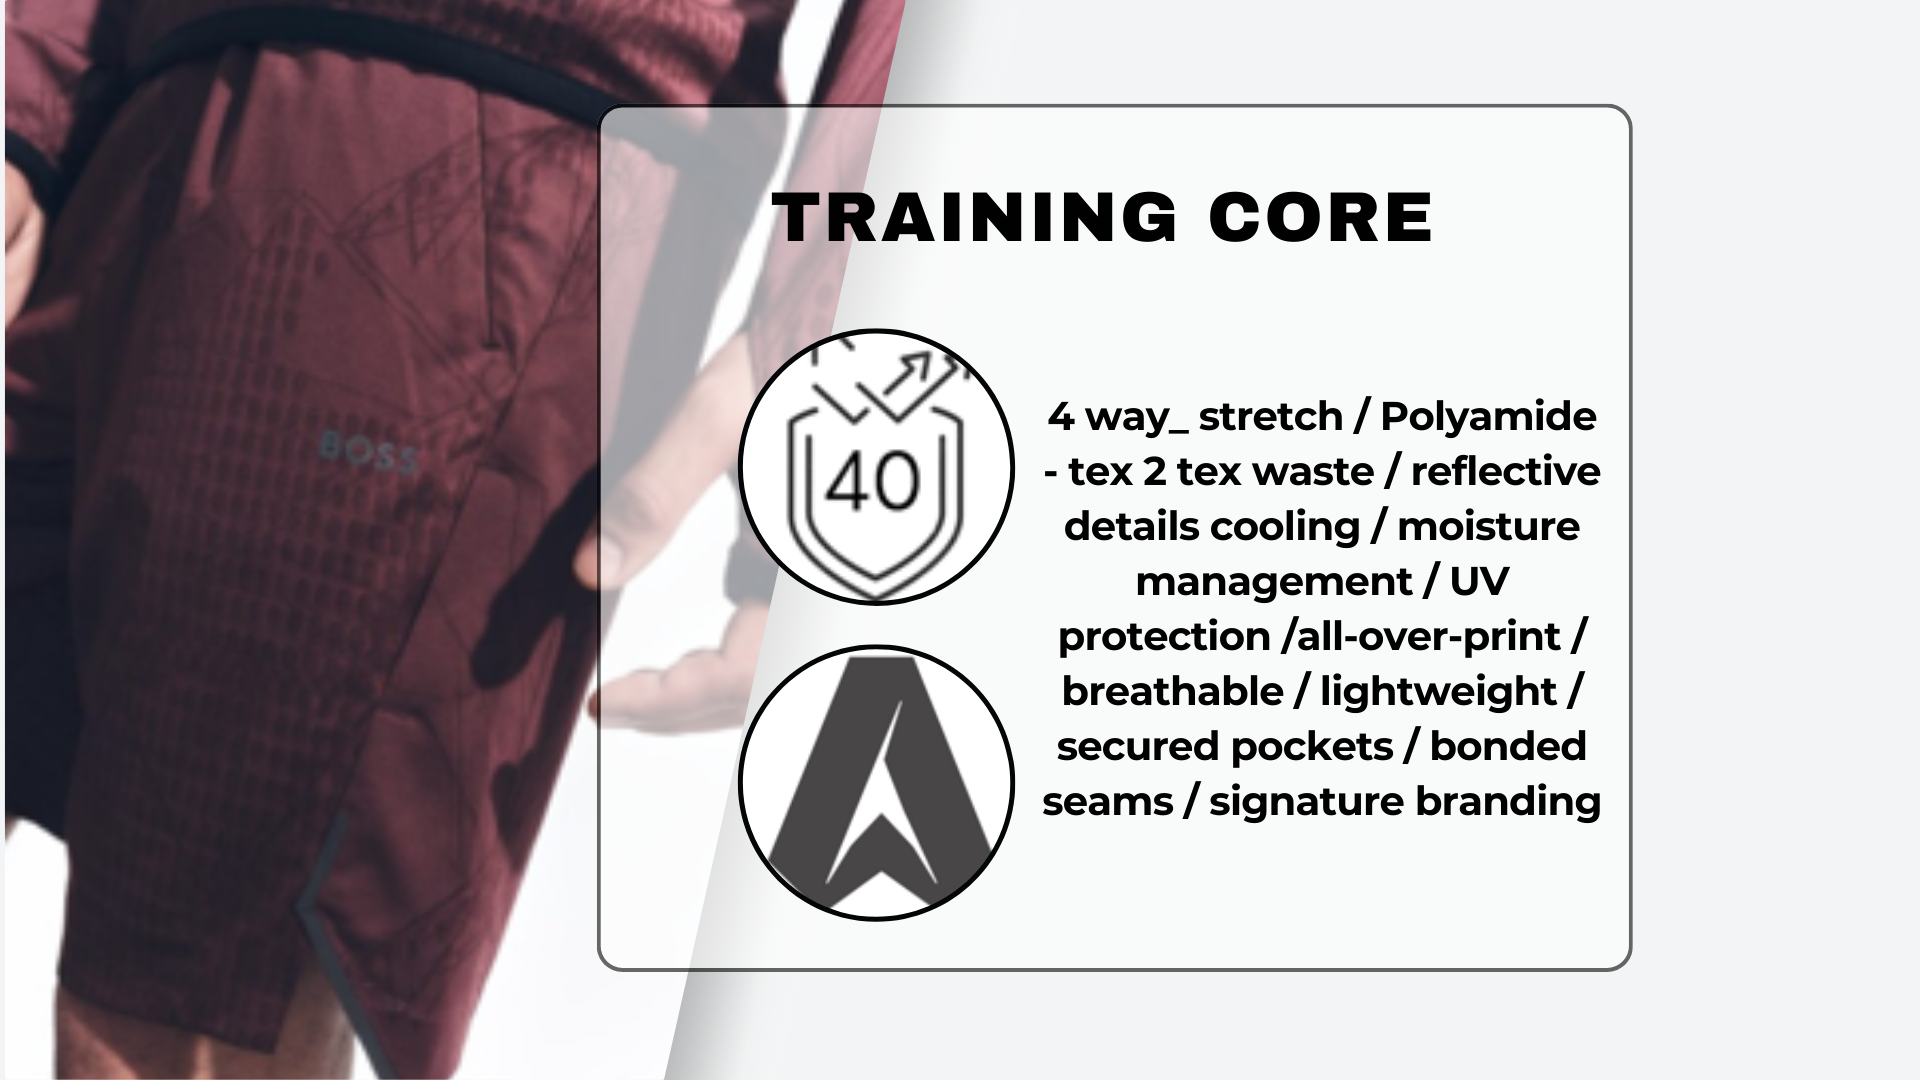 TRAINING CORE
BOSS
40
4 way_ stretch / Polyamide
- tex 2 tex waste / reflective
details cooling / moisture
management / UV
protection /all-over-print /
breathable / lightweight /
secured pockets / bonded
seams / signature branding